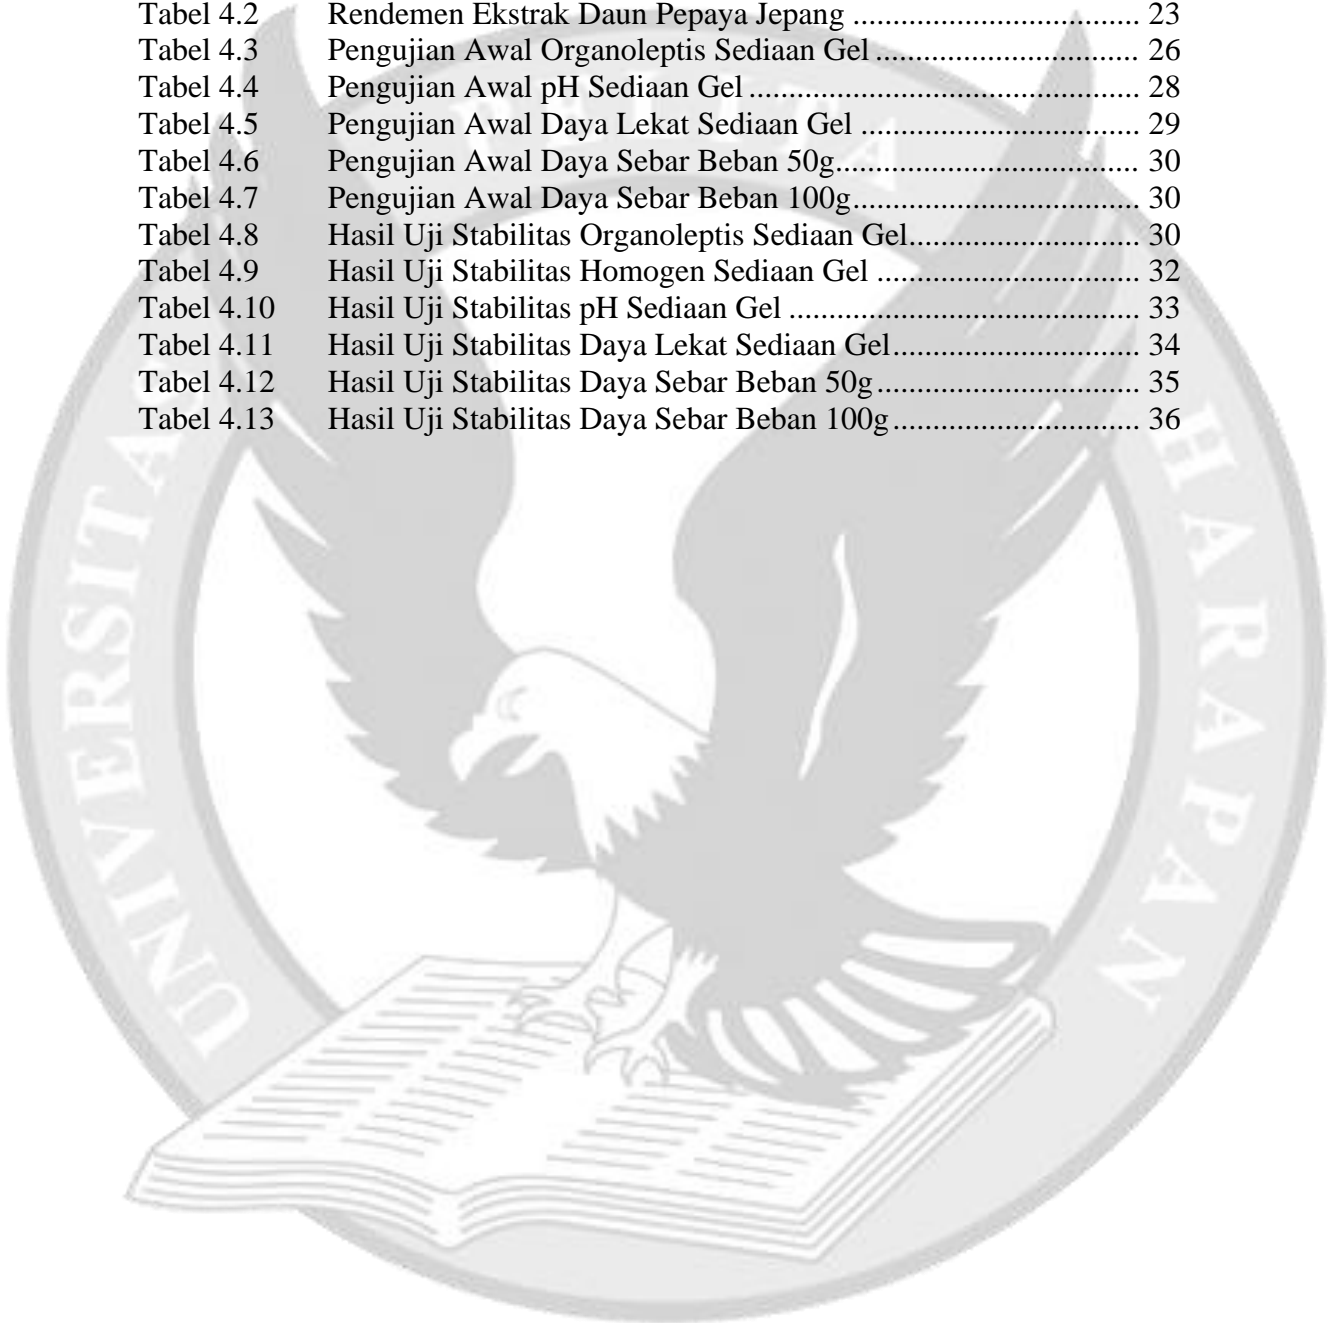 Tabel 4.2 Rendemen Ekstrak Daun Pepaya Jepang .................................. 23
Tabel 4.3 Pengujian Awal Organoleptis Sediaan Gel ............................... 26
Tabel 4.4 Pengujian Awal pH Sediaan Gel ............................................... 28
Tabel 4.5 Pengujian Awal Daya Lekat Sediaan Gel ................................. 29
Tabel 4.6 Pengujian Awal Daya Sebar Beban 50g.................................... 30
Tabel 4.7 Pengujian Awal Daya Sebar Beban 100g.................................. 30
Tabel 4.8 Hasil Uji Stabilitas Organoleptis Sediaan Gel........................... 30
Tabel 4.9 Hasil Uji Stabilitas Homogen Sediaan Gel ............................... 32
Tabel 4.10 Hasil Uji Stabilitas pH Sediaan Gel .......................................... 33
Tabel 4.11 Hasil Uji Stabilitas Daya Lekat Sediaan Gel............................. 34
Tabel 4.12 Hasil Uji Stabilitas Daya Sebar Beban 50g............................... 35
Tabel 4.13 Hasil Uji Stabilitas Daya Sebar Beban 100g............................. 36
UNIVERSITAS PELITA HARAPAN